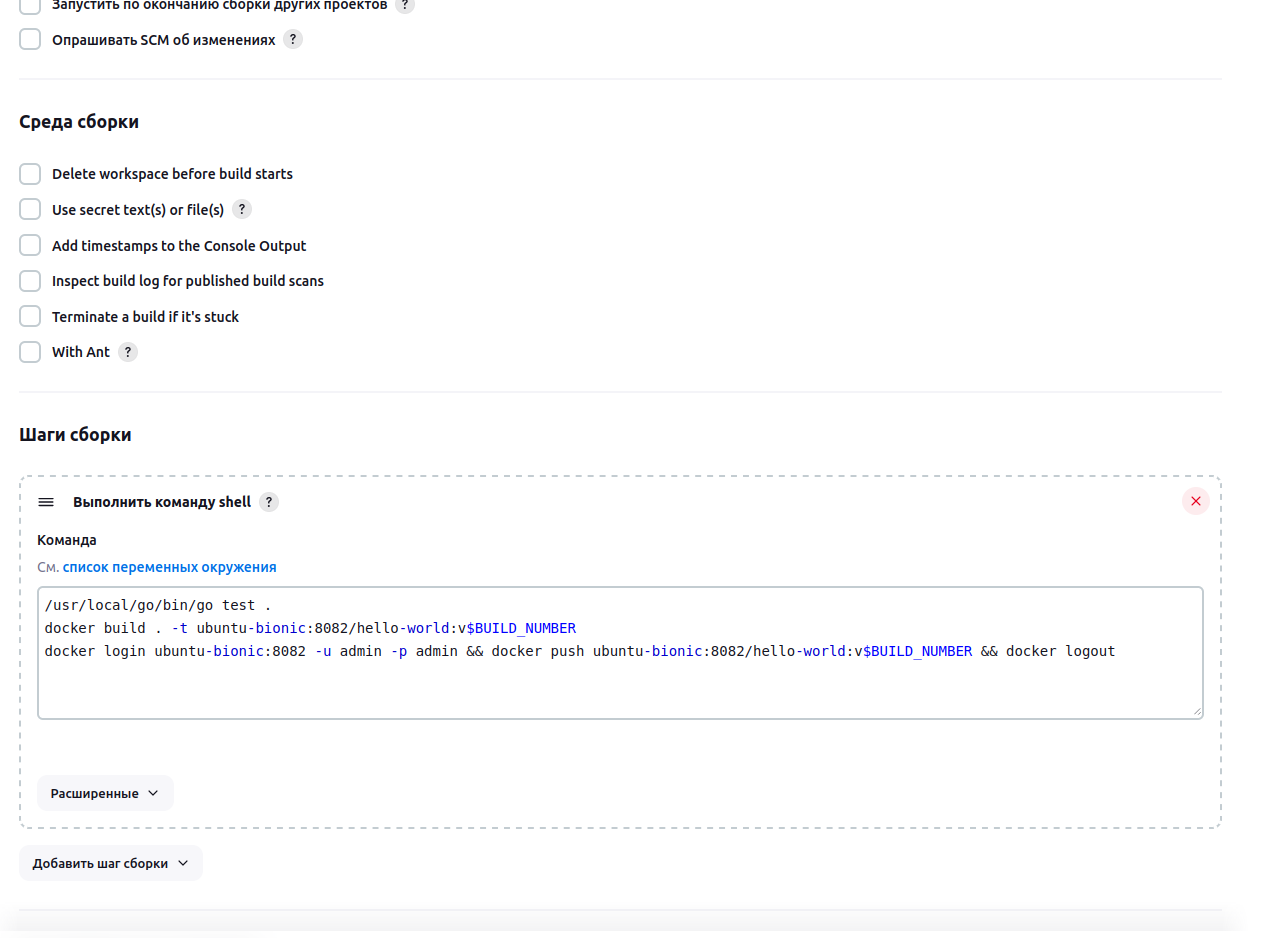 Запустить по окончанию сборки других проектов ?
Опрашивать SCM об изменениях ?
Среда сборки
Delete workspace before build starts
Use secret text(s) or file(s) ?
Add timestamps to the Console Output
Inspect build log for published build scans
Terminate a build if it's stuck
With Ant ?
Шаги сборки
Выполнить команду shell ?
Команда
См. список переменных окружения
/usr/local/go/bin/go test .
docker build . -t ubuntu-bionic:8082/hello-world:v$BUILD_NUMBER
docker login ubuntu-bionic:8082 -u admin -p admin && docker push ubuntu-bionic:8082/hello-world:v$BUILD_NUMBER && docker logout
Расширенные
Добавить шаг сборки